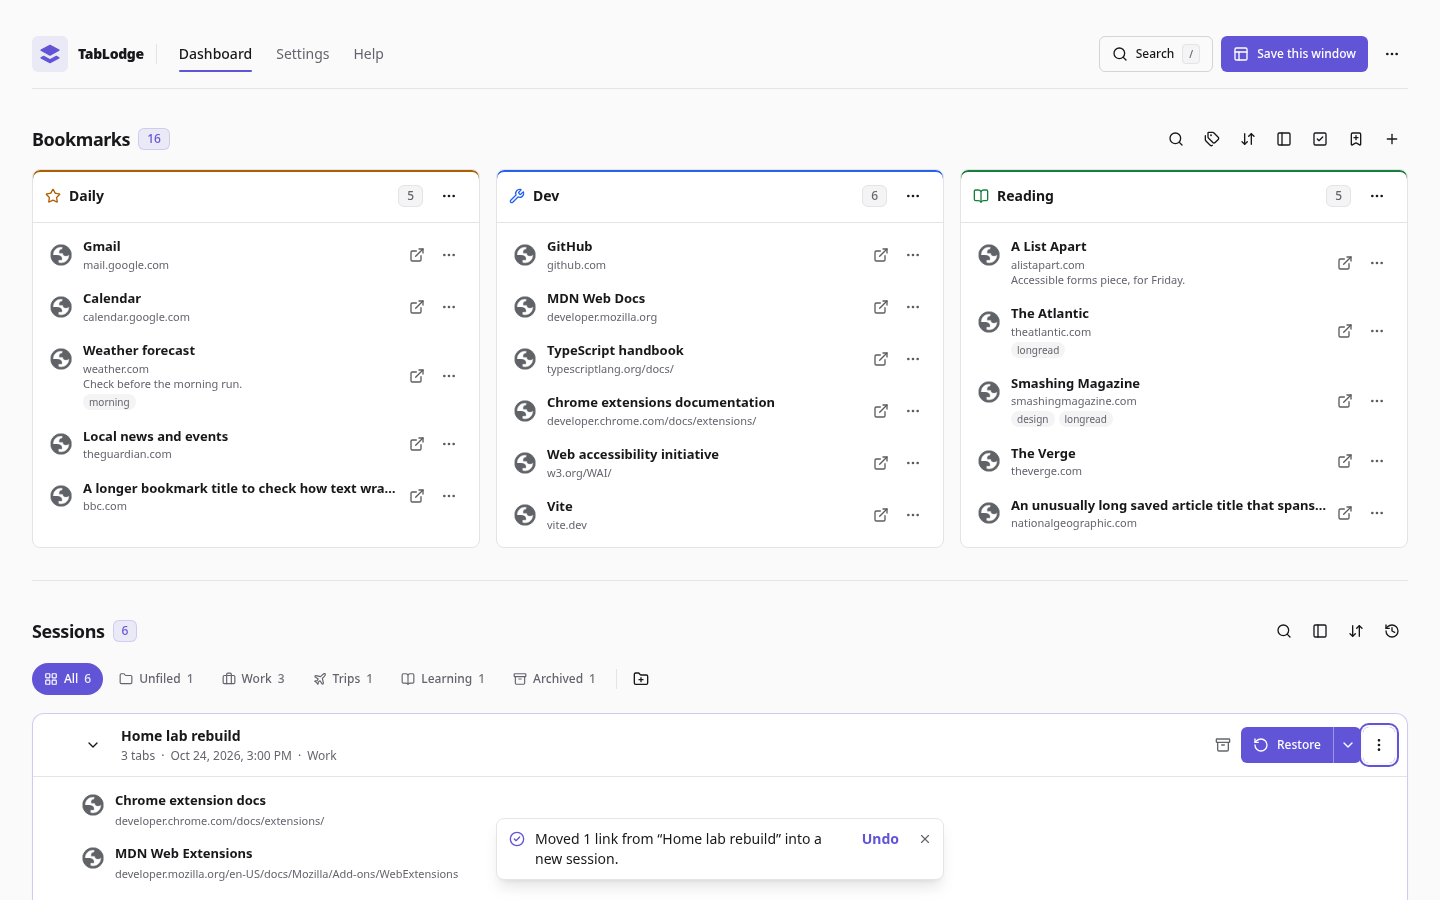 TabLodge
Dashboard
Settings
Help
Search /
Save this window
Bookmarks 16
Daily 5
Gmail
mail.google.com
Calendar
calendar.google.com
Weather forecast
weather.com
Check before the morning run.
morning
Local news and events
theguardian.com
A longer bookmark title to check how text wra...
bbc.com
Dev 6
GitHub
github.com
MDN Web Docs
developer.mozilla.org
TypeScript handbook
typescriptlang.org/docs/
Chrome extensions documentation
developer.chrome.com/docs/extensions/
Web accessibility initiative
w3.org/WAI/
Vite
vite.dev
Reading 5
A List Apart
alistapart.com
Accessible forms piece, for Friday.
The Atlantic
theatlantic.com
longread
Smashing Magazine
smashingmagazine.com
design longread
The Verge
theverge.com
An unusually long saved article title that spans...
nationalgeographic.com
Sessions 6
All 6
Unfiled 1
Work 3
Trips 1
Learning 1
Archived 1
Home lab rebuild
3 tabs · Oct 24, 2026, 3:00 PM · Work
Restore
Chrome extension docs
developer.chrome.com/docs/extensions/
MDN Web Extensions
developer.mozilla.org/en-US/docs/Mozilla/Add-ons/WebExtensions
Moved 1 link from “Home lab rebuild” into a
new session.
Undo